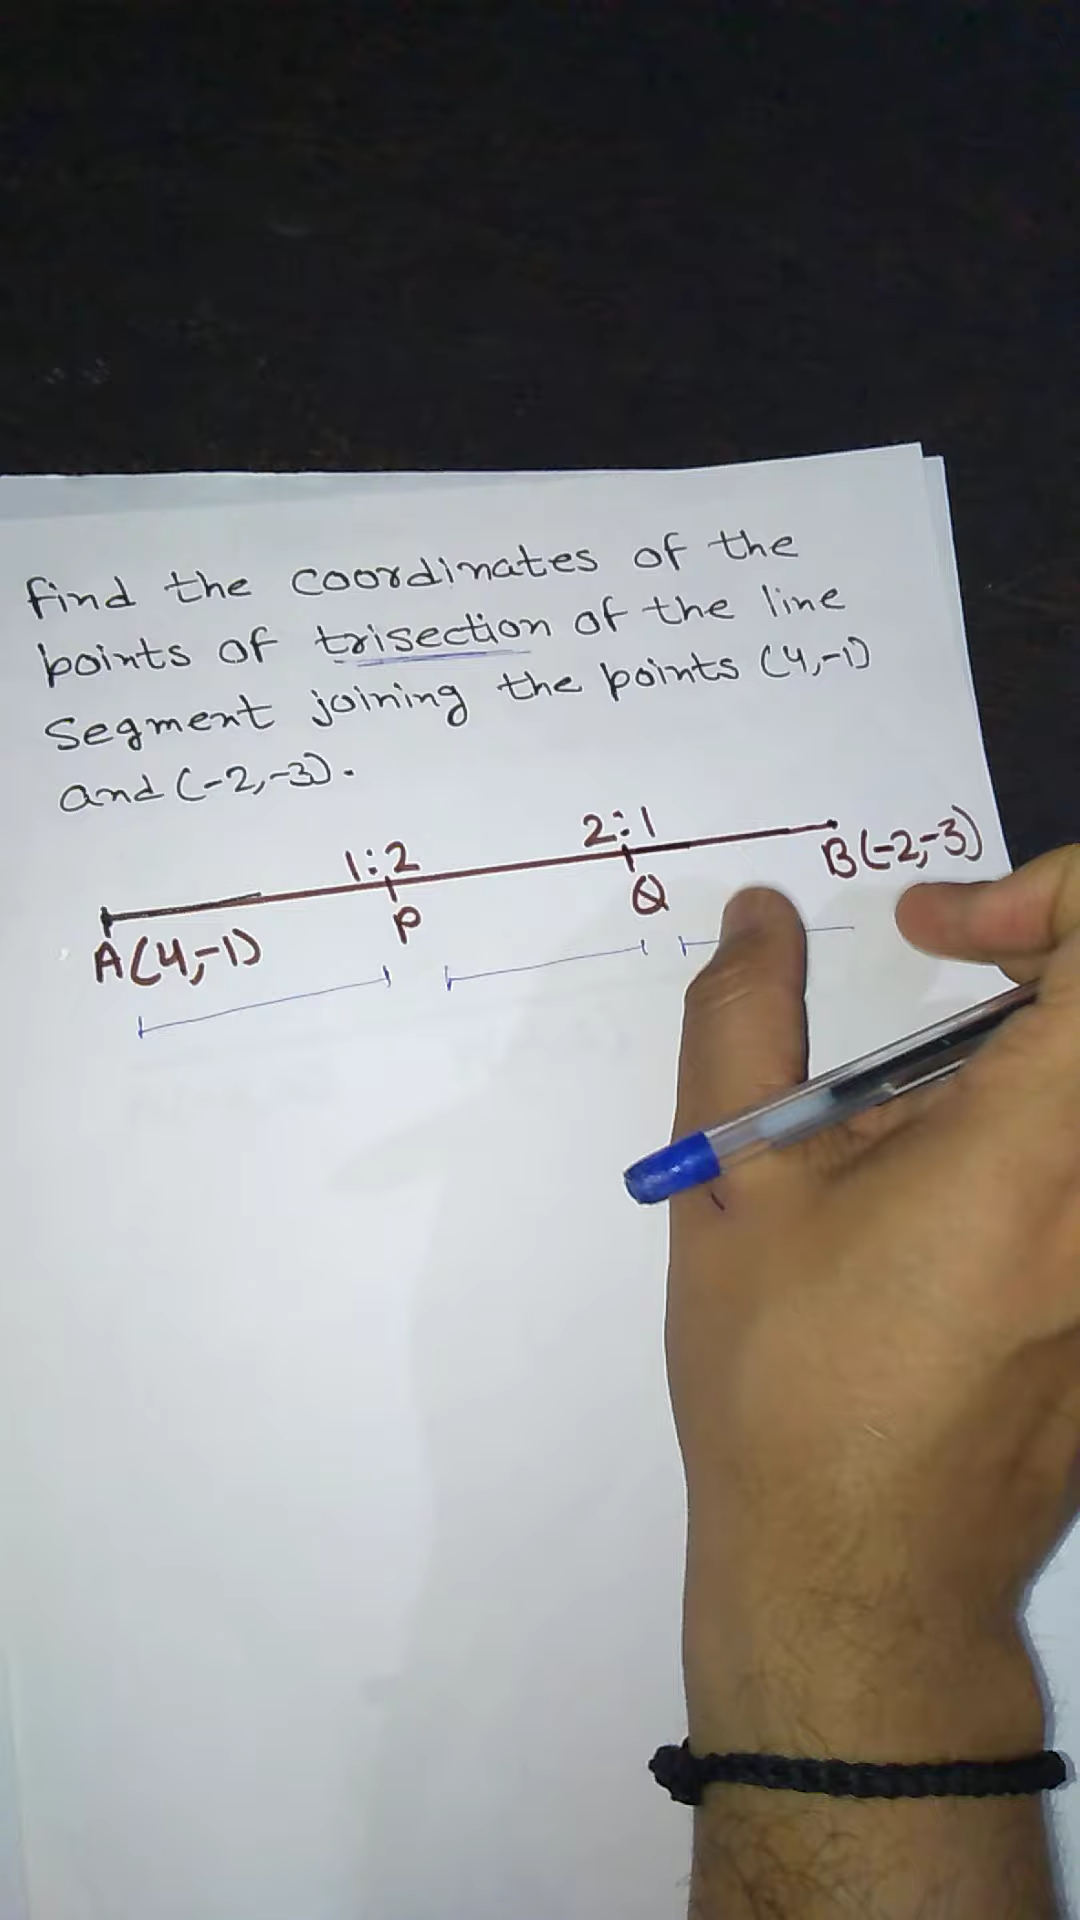 find the coordinates of the
points of trisection of the line
segment joining the points (4,-1)
and (-2,-3).
1:2
2:1
A(4,-1)
P
Q
B(-2,-3)